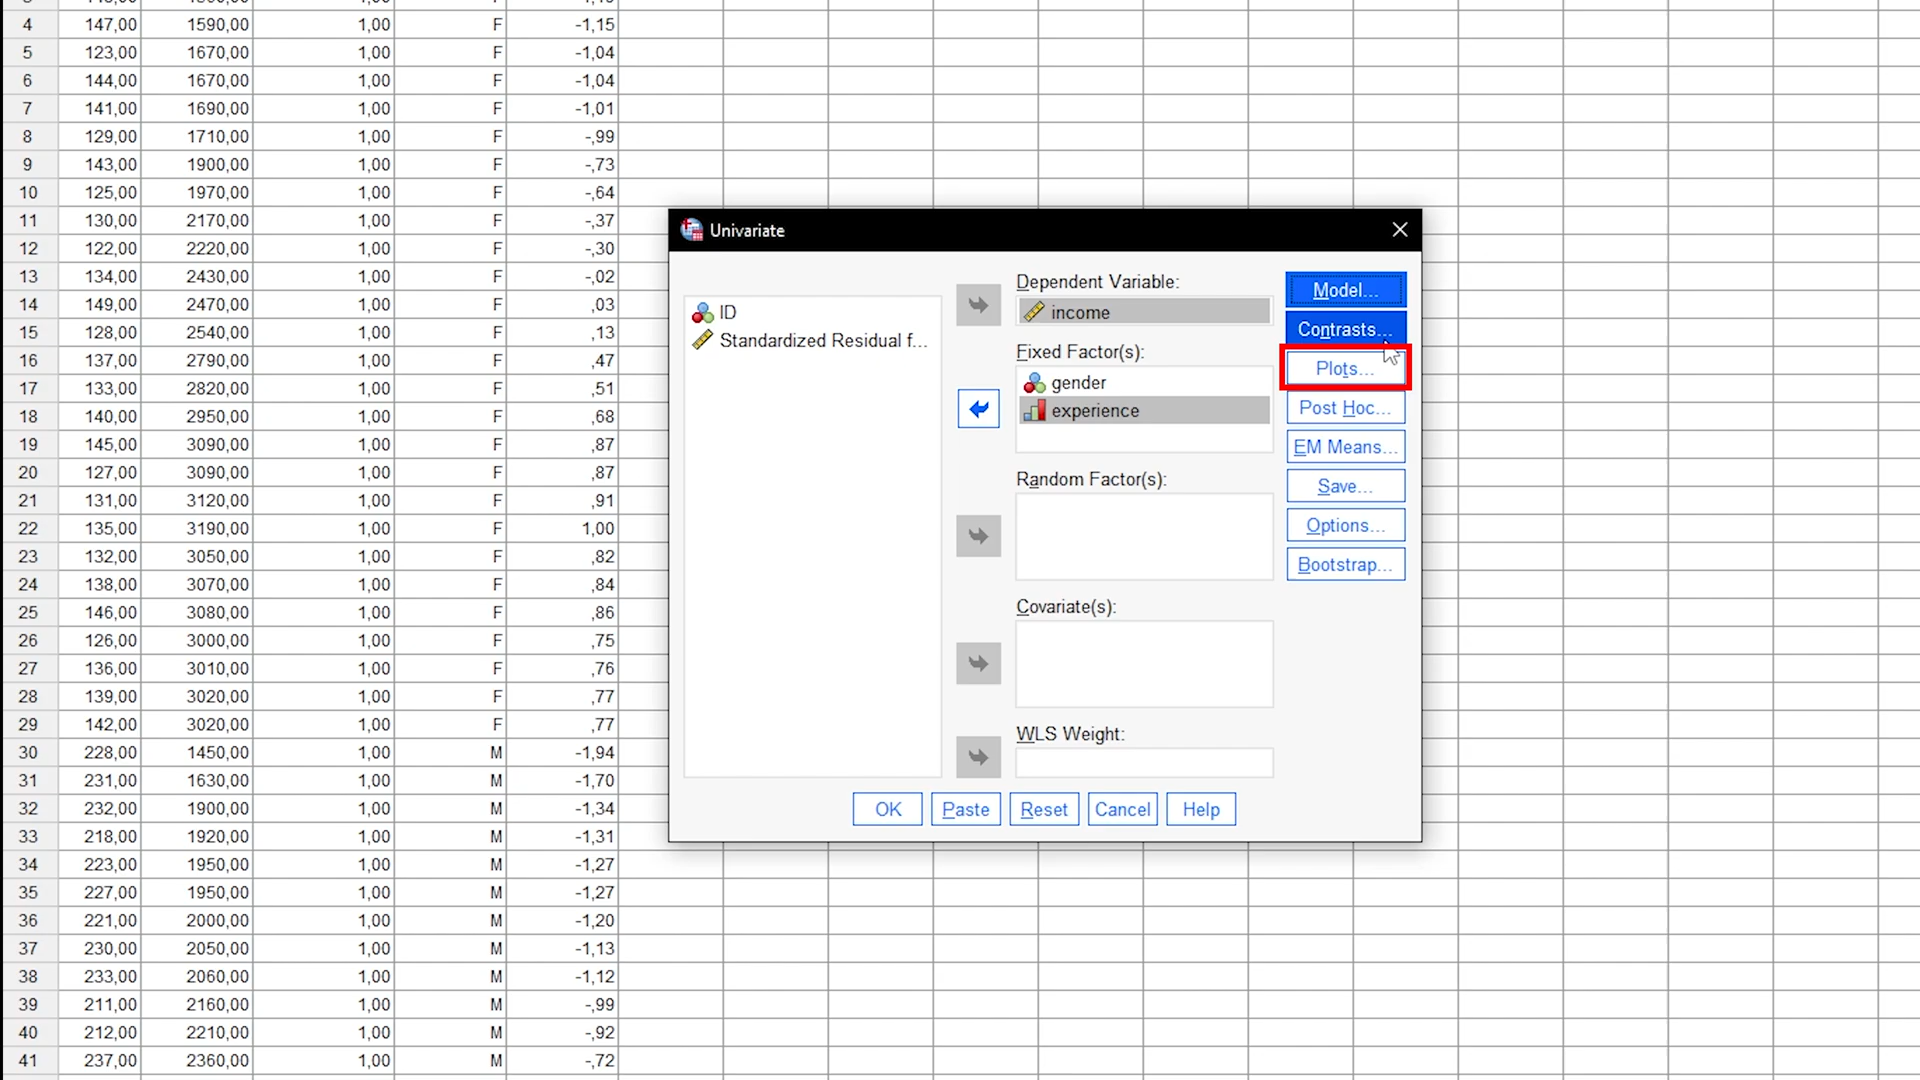 4 147,00 1590,00 1,00 F -1,15
5 123,00 1670,00 1,00 F -1,04
6 144,00 1670,00 1,00 F -1,04
7 141,00 1690,00 1,00 F -1,01
8 129,00 1710,00 1,00 F -,99
9 143,00 1900,00 1,00 F -,73
10 125,00 1970,00 1,00 F -,64
11 130,00 2170,00 1,00 F -,37
12 122,00 2220,00 1,00 F -,30
13 134,00 2430,00 1,00 F -,02
14 149,00 2470,00 1,00 F ,03
15 128,00 2540,00 1,00 F ,13
16 137,00 2790,00 1,00 F ,47
17 133,00 2820,00 1,00 F ,51
18 140,00 2950,00 1,00 F ,68
19 145,00 3090,00 1,00 F ,87
20 127,00 3090,00 1,00 F ,87
21 131,00 3120,00 1,00 F ,91
22 135,00 3190,00 1,00 F 1,00
23 132,00 3050,00 1,00 F ,82
24 138,00 3070,00 1,00 F ,84
25 146,00 3080,00 1,00 F ,86
26 126,00 3000,00 1,00 F ,75
27 136,00 3010,00 1,00 F ,76
28 139,00 3020,00 1,00 F ,77
29 142,00 3020,00 1,00 F ,77
30 228,00 1450,00 1,00 M -1,94
31 231,00 1630,00 1,00 M -1,70
32 232,00 1900,00 1,00 M -1,34
33 218,00 1920,00 1,00 M -1,31
34 223,00 1950,00 1,00 M -1,27
35 227,00 1950,00 1,00 M -1,27
36 221,00 2000,00 1,00 M -1,20
37 230,00 2050,00 1,00 M -1,13
38 233,00 2060,00 1,00 M -1,12
39 211,00 2160,00 1,00 M -,99
40 212,00 2210,00 1,00 M -,92
41 237,00 2360,00 1,00 M -,72
Univariate
ID
Standardized Residual f...
Dependent Variable:
income
Fixed Factor(s):
gender
experience
Random Factor(s):
Covariate(s):
WLS Weight:
Model...
Contrasts...
Plots...
Post Hoc...
EM Means...
Save...
Options...
Bootstrap...
OK Paste Reset Cancel Help